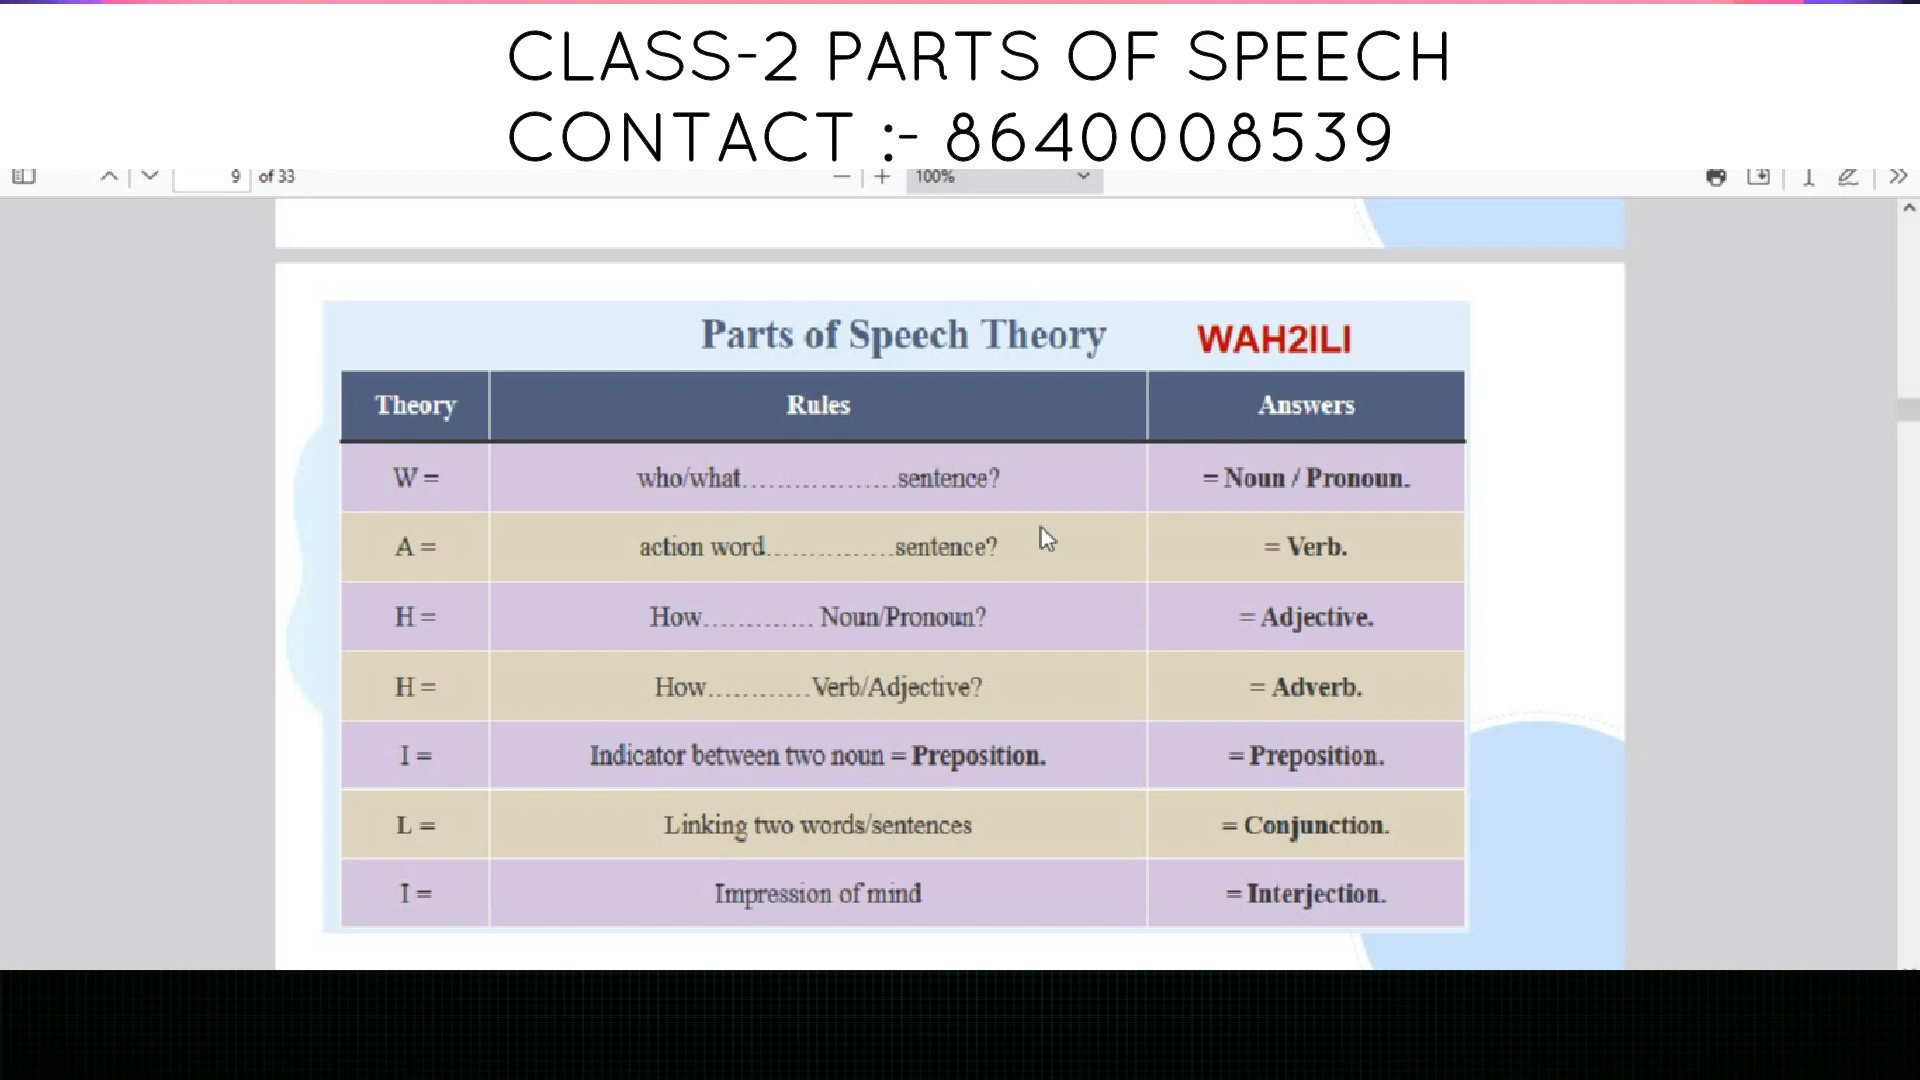 CLASS-2 PARTS OF SPEECH
CONTACT :- 8640008539
9 of 33
100%
Parts of Speech Theory WAH2ILI
Theory Rules Answers
W = who/what..................sentence? = Noun / Pronoun.
A = action word...............sentence? = Verb.
H = How............. Noun/Pronoun? = Adjective.
H = How............Verb/Adjective? = Adverb.
I = Indicator between two noun = Preposition. = Preposition.
L = Linking two words/sentences = Conjunction.
I = Impression of mind = Interjection.